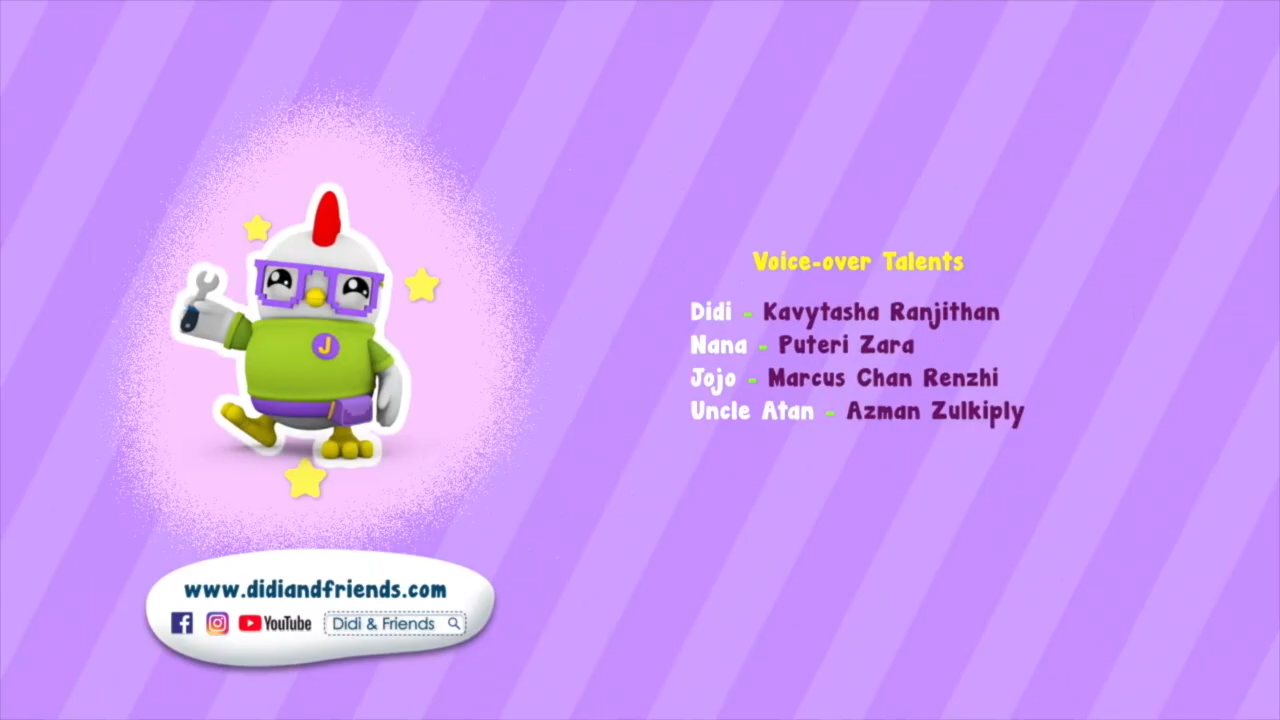 Voice-over Talents
Didi - Kavytasha Ranjithan
Nana - Puteri Zara
Jojo - Marcus Chan Renzhi
Uncle Atan - Azman Zulkiply
J
www.didiandfriends.com
YouTube Didi & Friends